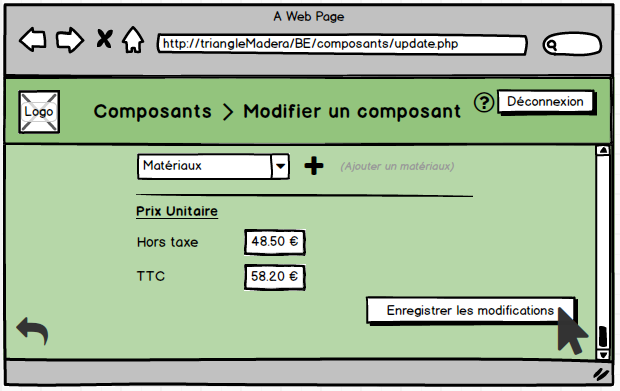 A Web Page
http://triangleMadera/BE/composants/update.php
Logo
Composants > Modifier un composant
?
Déconnexion
Matériaux
(Ajouter un matériaux)
Prix Unitaire
Hors taxe
48.50 €
TTC
58.20 €
Enregistrer les modifications